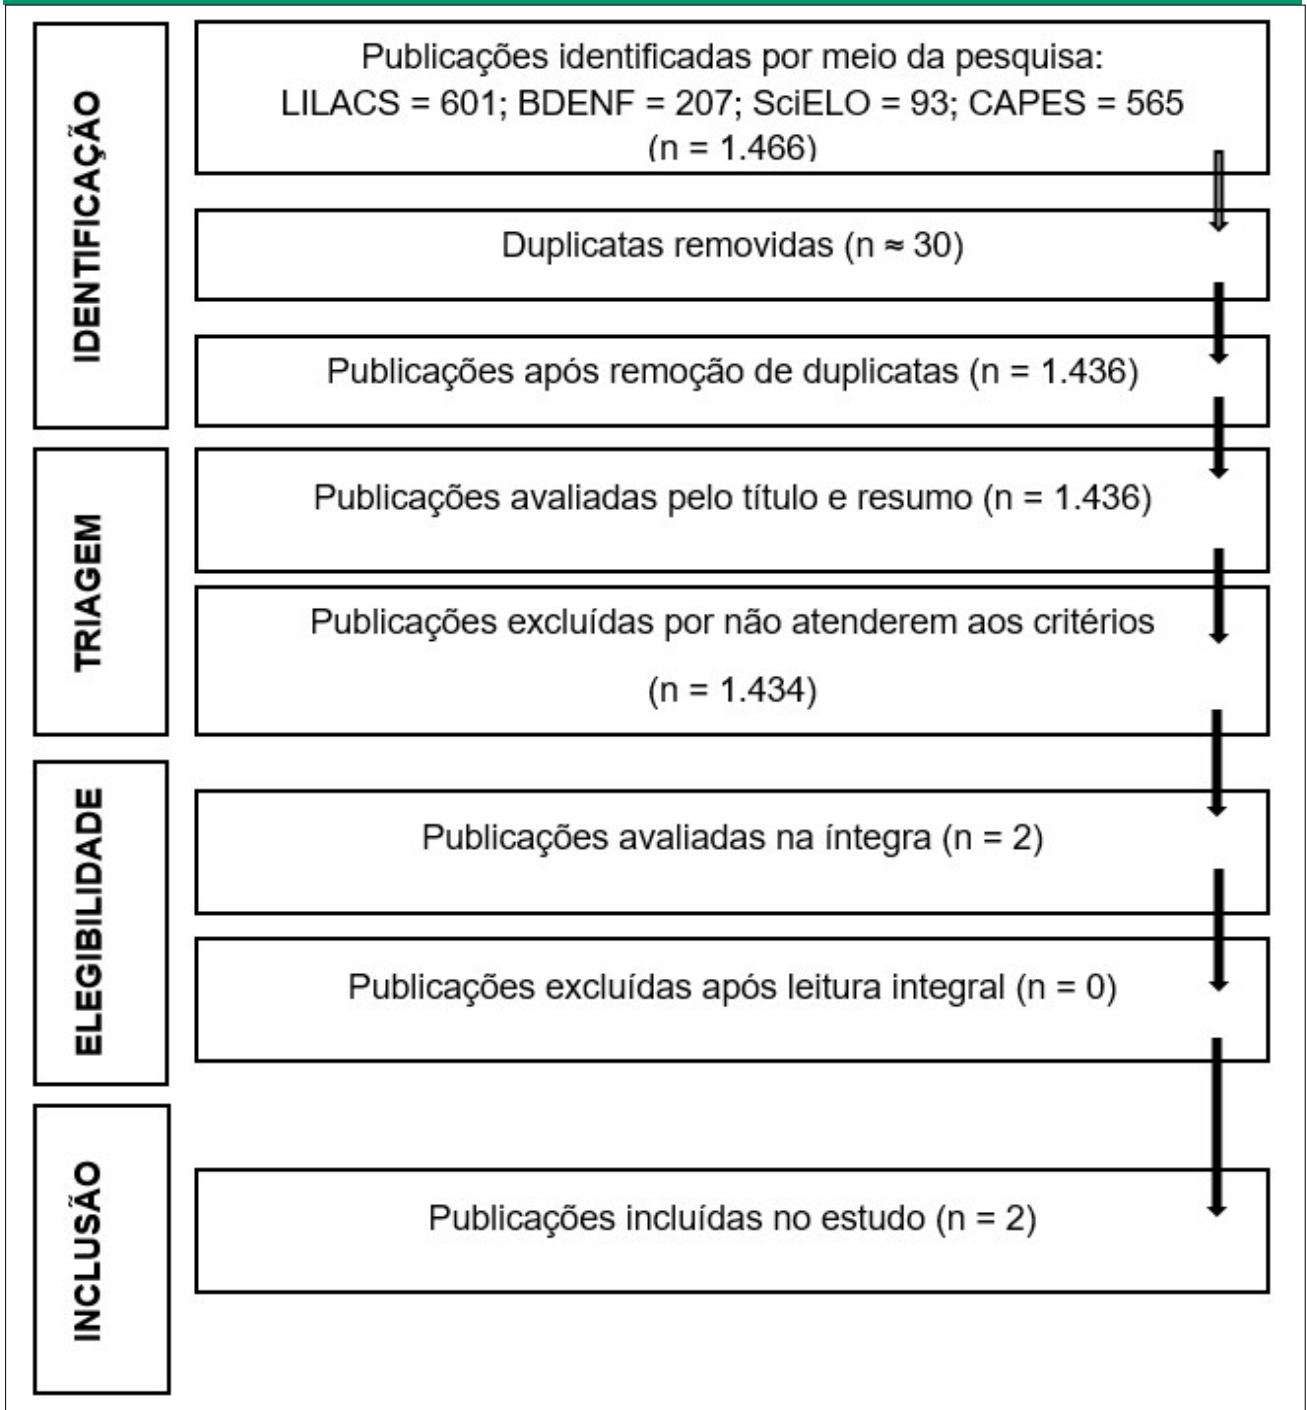 IDENTIFICAÇÃO
Publicações identificadas por meio da pesquisa:
LILACS = 601; BDENF = 207; SciELO = 93; CAPES = 565
(n = 1.466)
Duplicatas removidas (n ≈ 30)
Publicações após remoção de duplicatas (n = 1.436)
TRIAGEM
Publicações avaliadas pelo título e resumo (n = 1.436)
Publicações excluídas por não atenderem aos critérios
(n = 1.434)
ELEGIBILIDADE
Publicações avaliadas na íntegra (n = 2)
Publicações excluídas após leitura integral (n = 0)
INCLUSÃO
Publicações incluídas no estudo (n = 2)